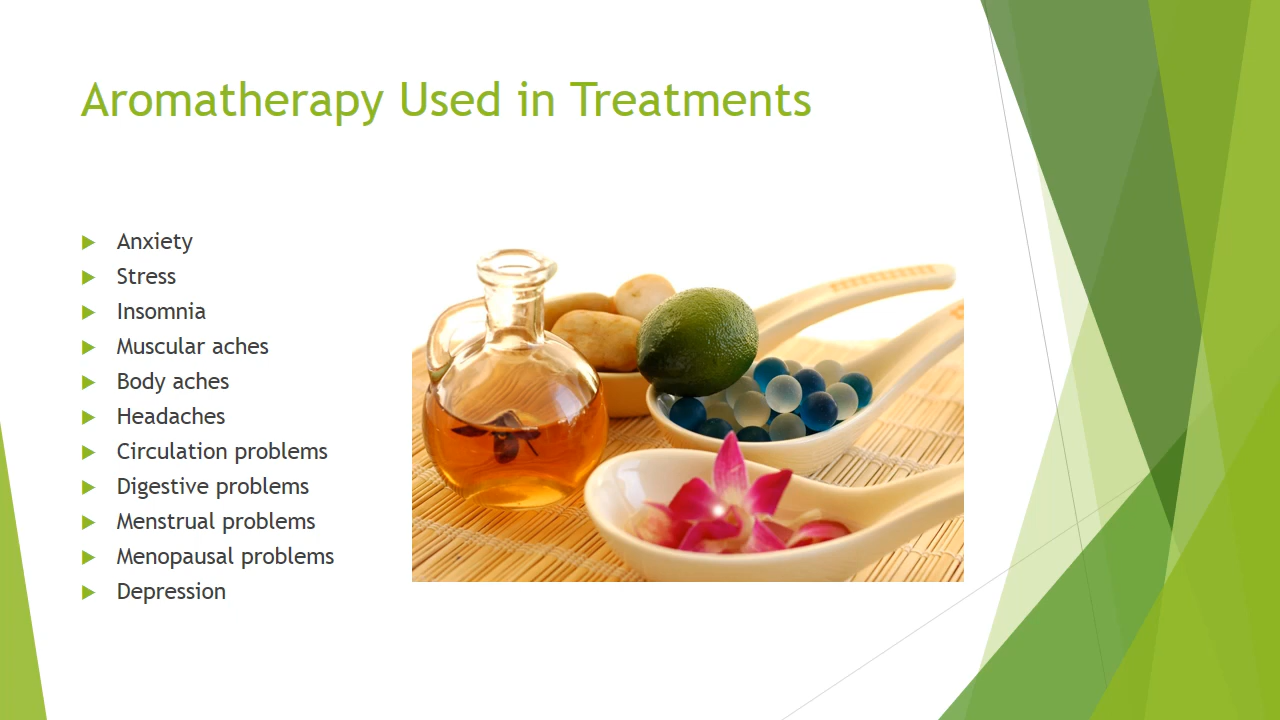 Aromatherapy Used in Treatments
Anxiety
Stress
Insomnia
Muscular aches
Body aches
Headaches
Circulation problems
Digestive problems
Menstrual problems
Menopausal problems
Depression